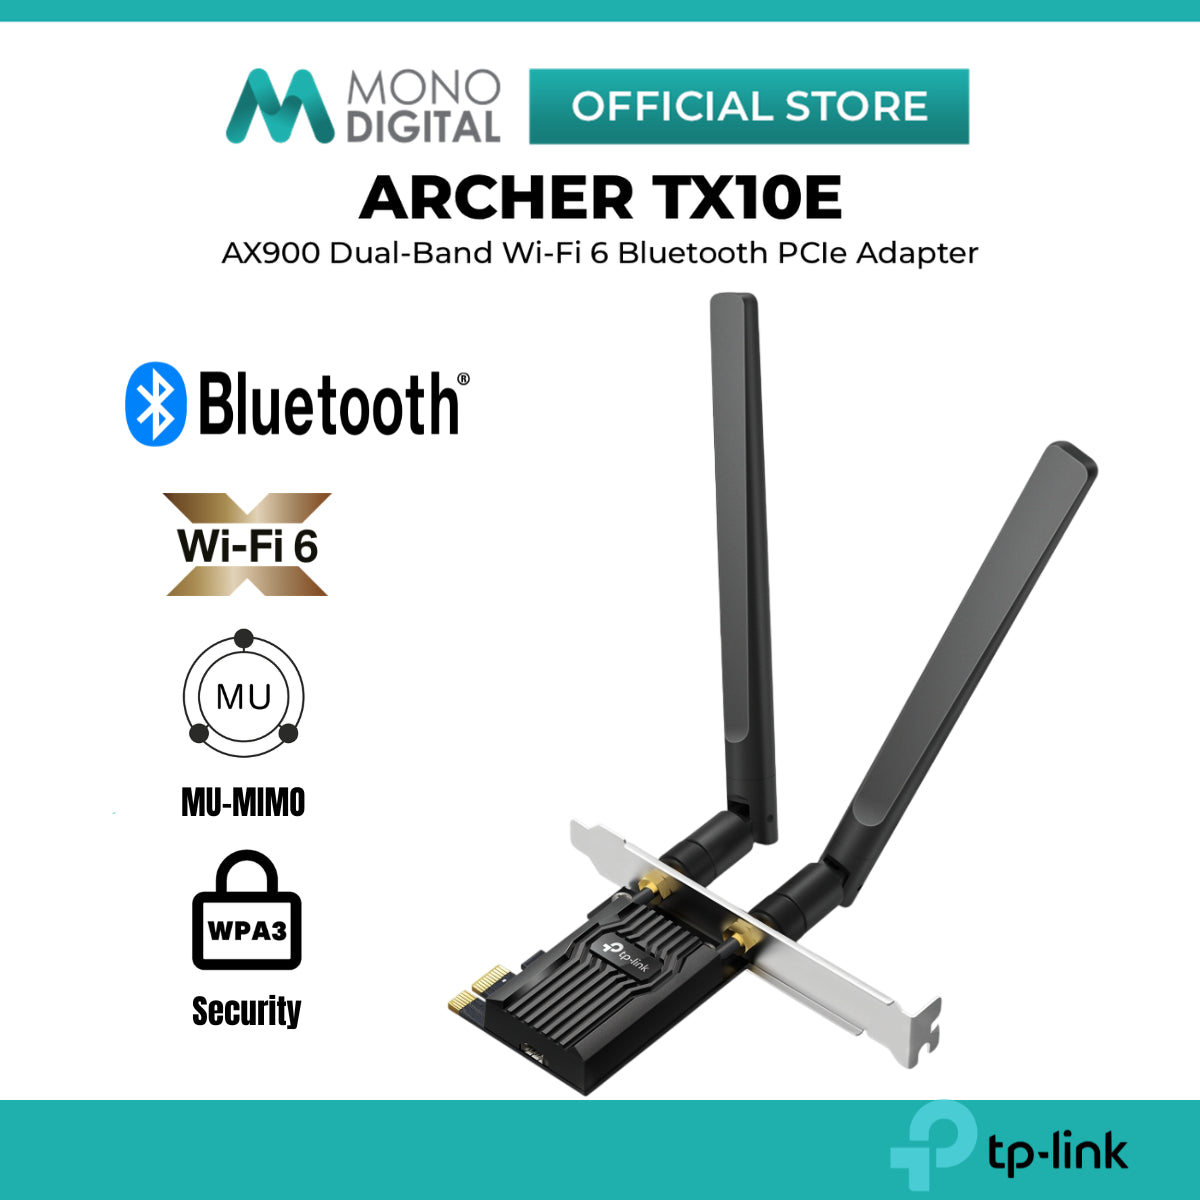 MONO
DIGITAL
OFFICIAL STORE
ARCHER TX10E
AX900 Dual-Band Wi-Fi 6 Bluetooth PCIe Adapter
Bluetooth®
Wi-Fi 6
MU
MU-MIMO
WPA3
Security
tp-link
tp-link